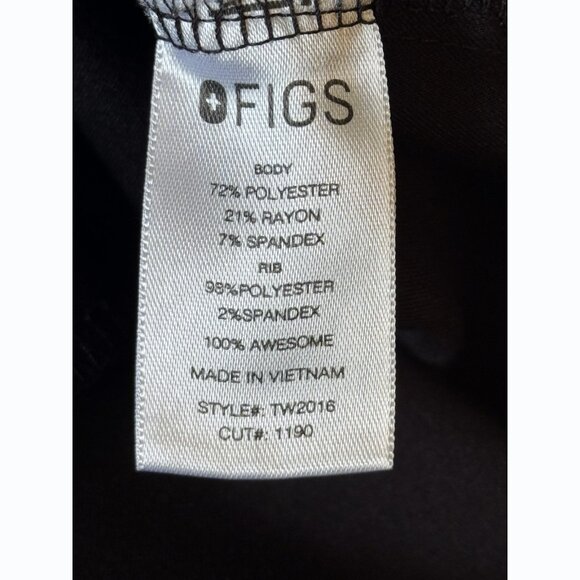 FIGS
BODY
72% POLYESTER
21% RAYON
7% SPANDEX
RIB
98%POLYESTER
2%SPANDEX
100% AWESOME
MADE IN VIETNAM
STYLE#: TW2016
CUT#: 1190